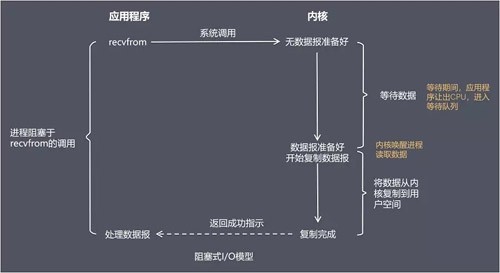 应用程序
内核
recvfrom
系统调用
无数据报准备好
等待数据
等待期间，应用程
序让出CPU，进入
等待队列
进程阻塞于
recvfrom的调用
数据报准备好
开始复制数据报
内核唤醒进程
读取数据
将数据从内
核复制到用
户空间
处理数据报
返回成功指示
复制完成
阻塞式I/O模型